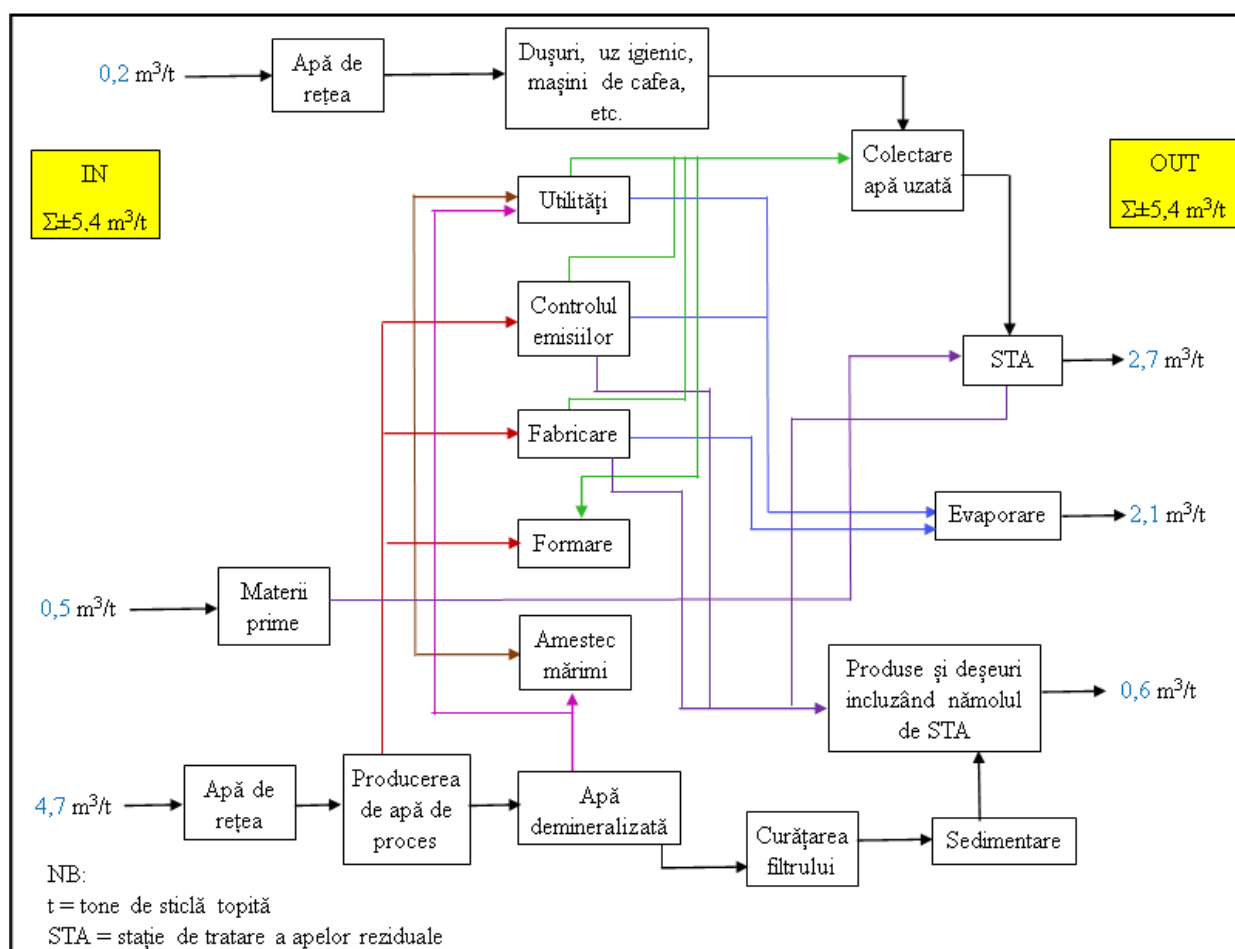 0,2 m³/t
Apă de
rețea
Dușuri, uz igienic,
mașini de cafea,
etc.
Colectare
apă uzată
IN
Σ±5,4 m³/t
OUT
Σ±5,4 m³/t
Utilități
Controlul
emisiilor
STA
2,7 m³/t
Fabricare
Evaporare
2,1 m³/t
Formare
0,5 m³/t
Materii
prime
Amestec
mărimi
Produse și deșeuri
incluzând nămolul
de STA
0,6 m³/t
4,7 m³/t
Apă de
rețea
Producerea
de apă de
proces
Apă
demineralizată
Curățarea
filtrului
Sedimentare
NB:
t = tone de sticlă topită
STA = stație de tratare a apelor reziduale